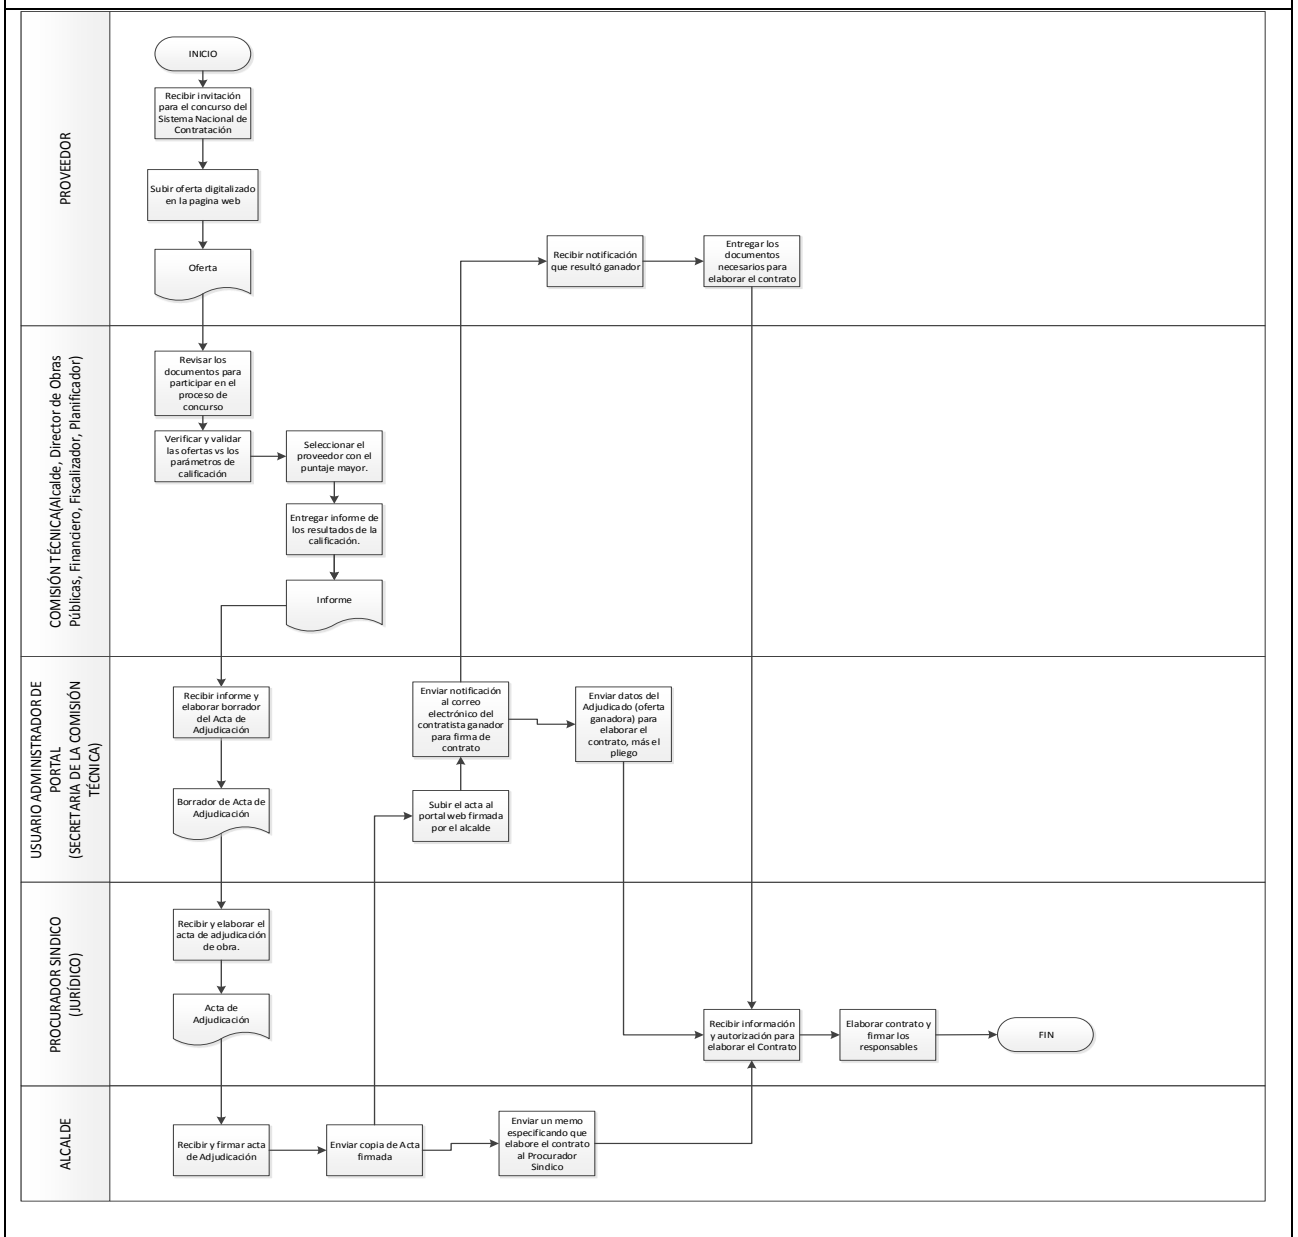 PROVEEDOR
INICIO
Recibir invitación
para el concurso del
Sistema Nacional de
Contratación
Subir oferta digitalizado
en la pagina web
Oferta
Recibir notificación
que resultó ganador
Entregar los
documentos
necesarios para
elaborar el contrato
COMISIÓN TÉCNICA(Alcalde, Director de Obras
Públicas, Financiero, Fiscalizador, Planificador)
Revisar los
documentos para
participar en el
proceso de
concurso
Verificar y validar
las ofertas vs los
parámetros de
calificación
Seleccionar el
proveedor con el
puntaje mayor.
Entregar informe de
los resultados de la
calificación.
Informe
USUARIO ADMINISTRADOR DE
PORTAL
(SECRETARIA DE LA COMISIÓN
TÉCNICA)
Recibir informe y
elaborar borrador
del Acta de
Adjudicación
Borrador de Acta de
Adjudicación
Enviar notificación
al correo
electrónico del
contratista ganador
para firma de
contrato
Subir el acta al
portal web firmada
por el alcalde
Enviar datos del
Adjudicado (oferta
ganadora) para
elaborar el
contrato, más el
pliego
PROCURADOR SINDICO
(JURÍDICO)
Recibir y elaborar el
acta de adjudicación
de obra.
Acta de
Adjudicación
Recibir información
y autorización para
elaborar el Contrato
Elaborar contrato y
firmar los
responsables
FIN
ALCALDE
Recibir y firmar acta
de Adjudicación
Enviar copia de Acta
firmada
Enviar un memo
especificando que
elabore el contrato
al Procurador
Sindico